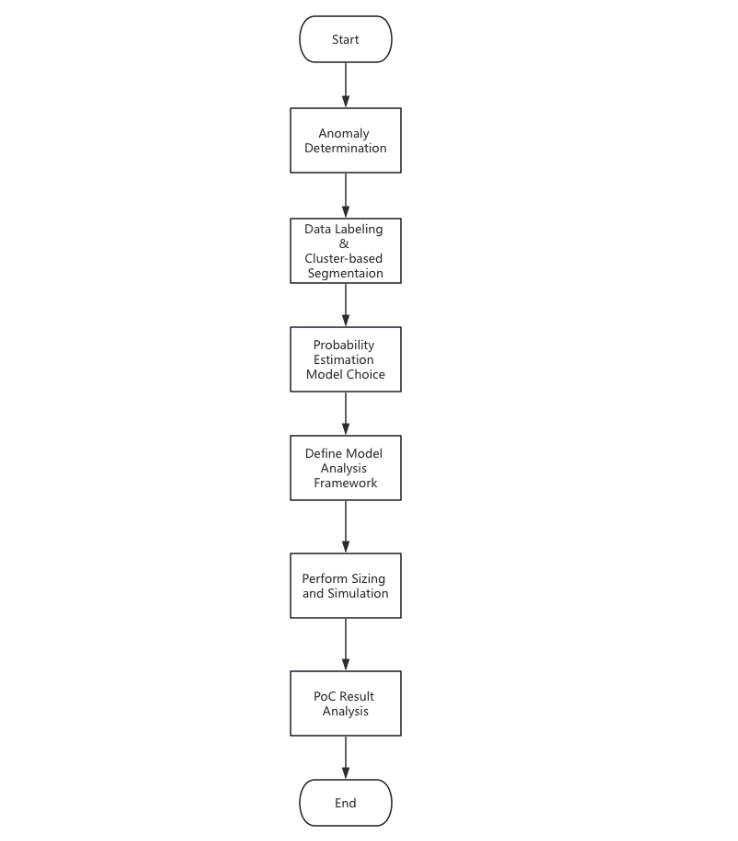 Start
Anomaly
Determination
Data Labeling
&
Cluster-based
Segmentaion
Probability
Estimation
Model Choice
Define Model
Analysis
Framework
Perform Sizing
and Simulation
PoC Result
Analysis
End